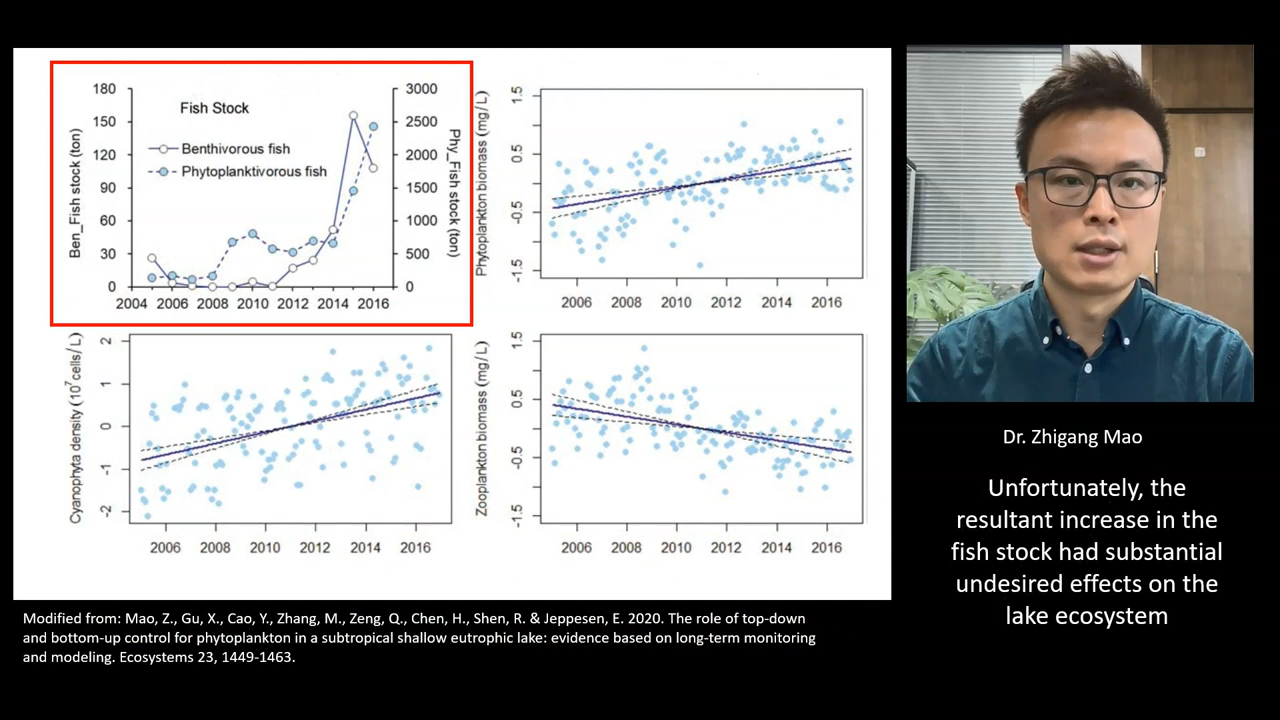 180
150
120
90
60
30
0
Ben_Fish stock (ton)
Fish Stock
Benthivorous fish
Phytoplanktivorous fish
3000
2500
2000
1500
1000
500
0
Phy_Fish stock (ton)
2004 2006 2008 2010 2012 2014 2016
Phytoplankton biomass (mg/L)
1.5
0.5
-0.5
-1.5
2006 2008 2010 2012 2014 2016
Cyanophyta density (10⁷cells/L)
2
1
0
-1
-2
2006 2008 2010 2012 2014 2016
Zooplankton biomass (mg/L)
1.5
0.5
-0.5
-1.5
2006 2008 2010 2012 2014 2016
Modified from: Mao, Z., Gu, X., Cao, Y., Zhang, M., Zeng, Q., Chen, H., Shen, R. & Jeppesen, E. 2020. The role of top-down
and bottom-up control for phytoplankton in a subtropical shallow eutrophic lake: evidence based on long-term monitoring
and modeling. Ecosystems 23, 1449-1463.
Dr. Zhigang Mao
Unfortunately, the
resultant increase in the
fish stock had substantial
undesired effects on the
lake ecosystem